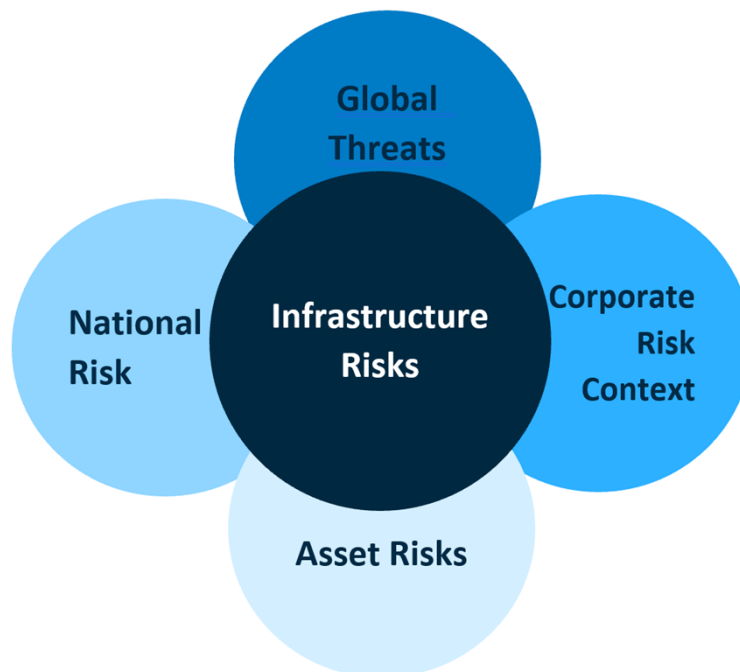 Global
Threats
National
Risk
Infrastructure
Risks
Corporate
Risk
Context
Asset Risks